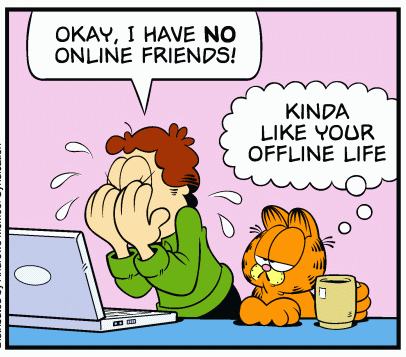 OKAY, I HAVE NO
ONLINE FRIENDS!
KINDA
LIKE YOUR
OFFLINE LIFE